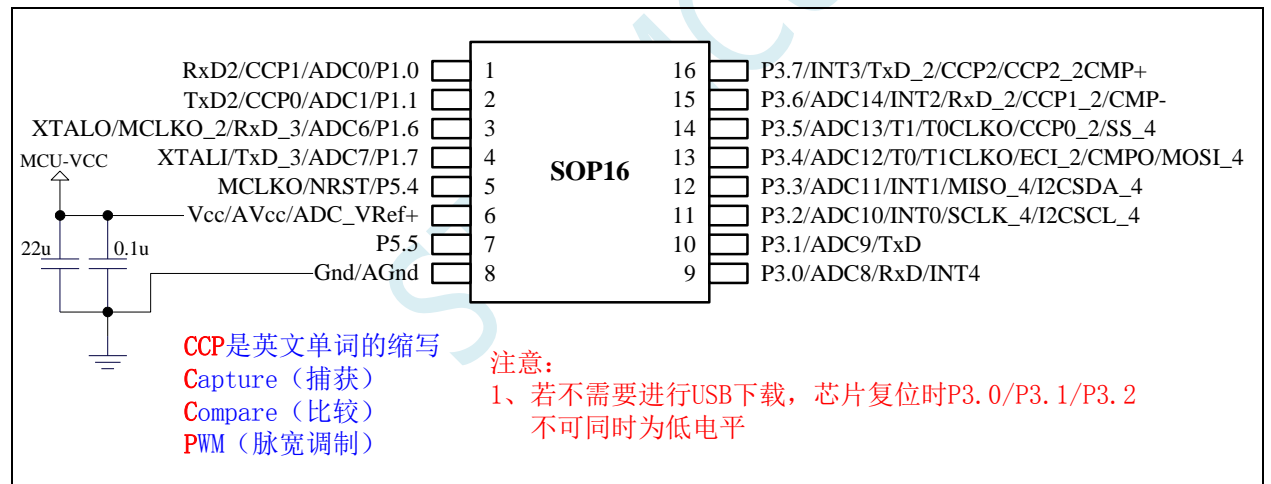 RxD2/CCP1/ADC0/P1.0 1 16 P3.7/INT3/TxD_2/CCP2/CCP2_2CMP+
TxD2/CCP0/ADC1/P1.1 2 15 P3.6/ADC14/INT2/RxD_2/CCP1_2/CMP-
XTALO/MCLKO_2/RxD_3/ADC6/P1.6 3 14 P3.5/ADC13/T1/T0CLKO/CCP0_2/SS_4
MCU-VCC XTALI/TxD_3/ADC7/P1.7 4 SOP16 13 P3.4/ADC12/T0/T1CLKO/ECI_2/CMPO/MOSI_4
MCLKO/NRST/P5.4 5 12 P3.3/ADC11/INT1/MISO_4/I2CSDA_4
Vcc/AVcc/ADC_VRef+ 6 11 P3.2/ADC10/INT0/SCLK_4/I2CSCL_4
22u 0.1u P5.5 7 10 P3.1/ADC9/TxD
Gnd/AGnd 8 9 P3.0/ADC8/RxD/INT4
CCP是英文单词的缩写
Capture（捕获）
Compare（比较）
PWM（脉宽调制）
注意：
1、若不需要进行USB下载，芯片复位时P3.0/P3.1/P3.2
不可同时为低电平